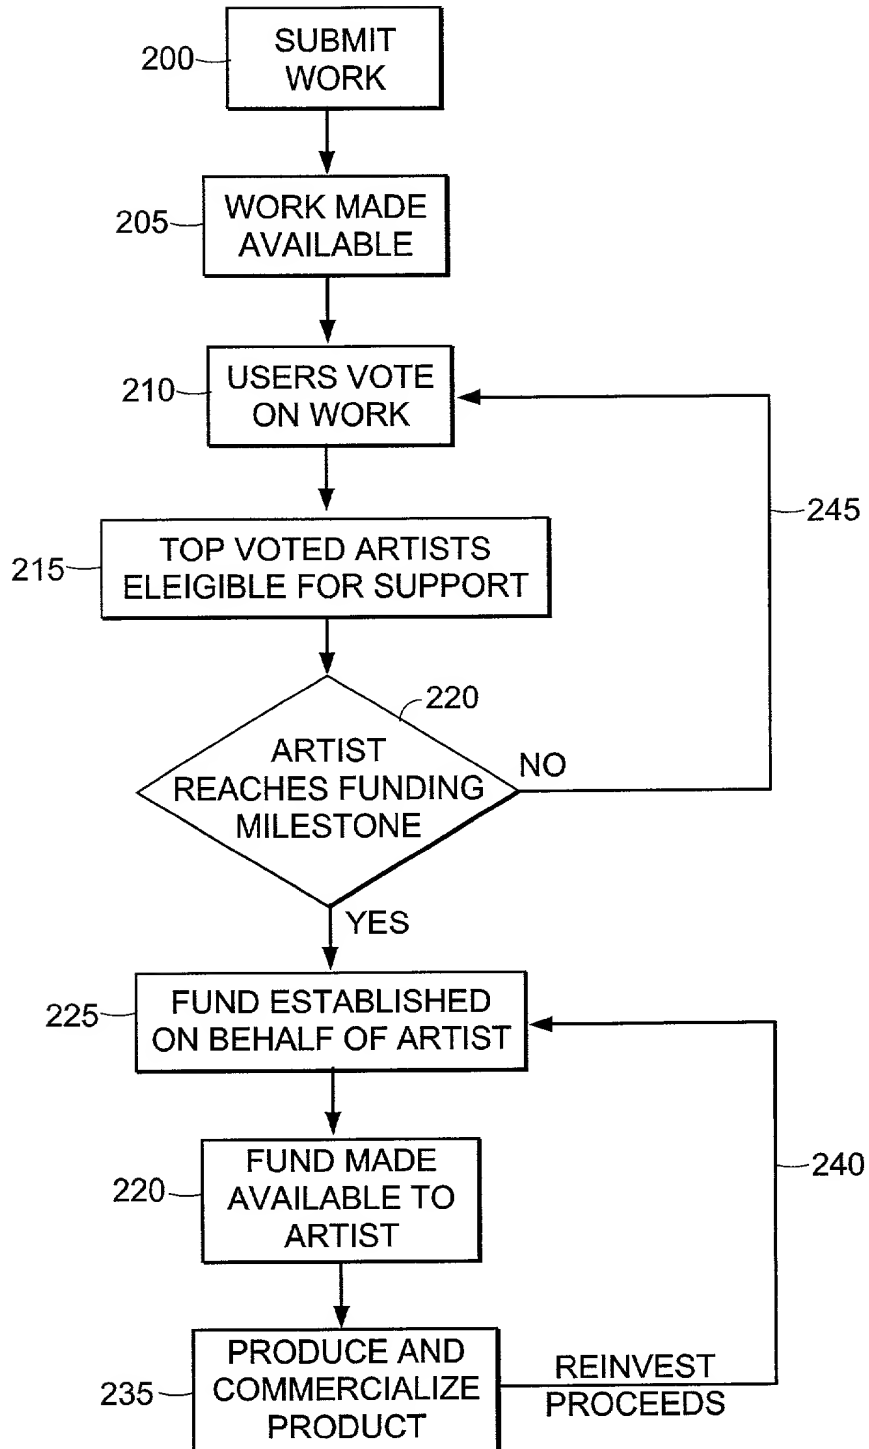 200
SUBMIT
WORK
205
WORK MADE
AVAILABLE
210
USERS VOTE
ON WORK
245
215
TOP VOTED ARTISTS
ELEIGIBLE FOR SUPPORT
220
ARTIST
REACHES FUNDING
MILESTONE
NO
YES
225
FUND ESTABLISHED
ON BEHALF OF ARTIST
240
220
FUND MADE
AVAILABLE TO
ARTIST
235
PRODUCE AND
COMMERCIALIZE
PRODUCT
REINVEST
PROCEEDS